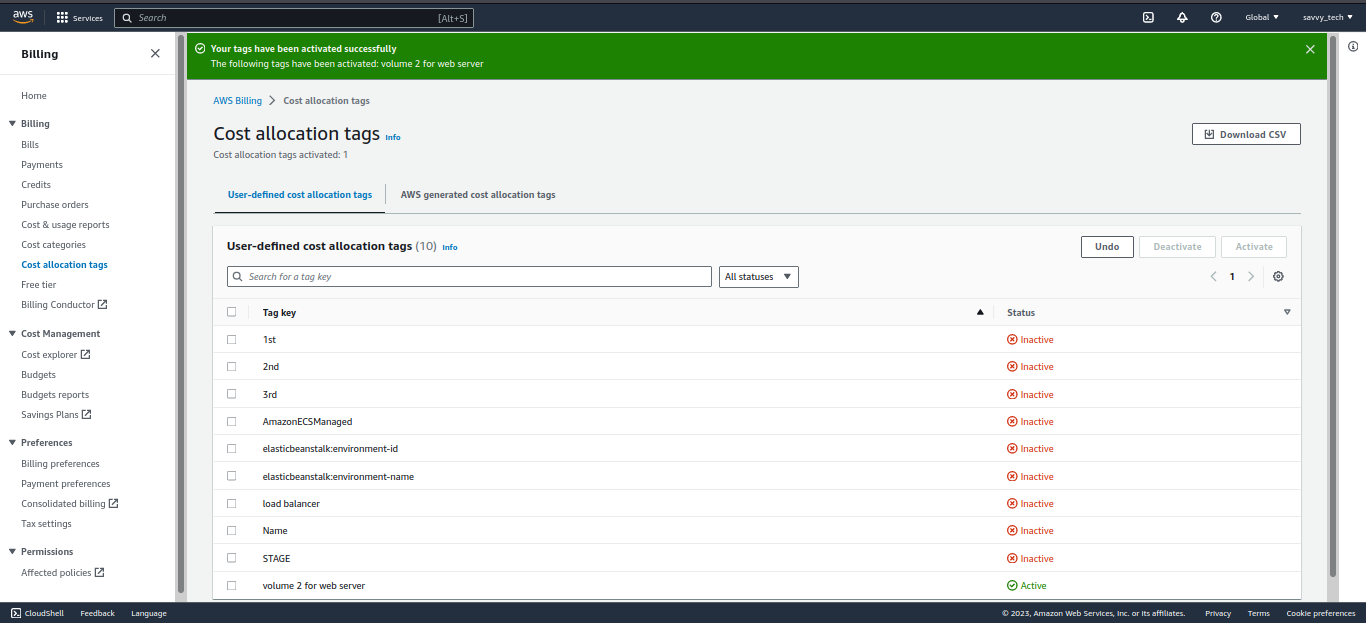 aws Services Search [Alt+S] Global savvy_tech
Billing
Home
Billing
Bills
Payments
Credits
Purchase orders
Cost & usage reports
Cost categories
Cost allocation tags
Free tier
Billing Conductor
Cost Management
Cost explorer
Budgets
Budgets reports
Savings Plans
Preferences
Billing preferences
Payment preferences
Consolidated billing
Tax settings
Permissions
Affected policies
Your tags have been activated successfully
The following tags have been activated: volume 2 for web server
AWS Billing Cost allocation tags
Cost allocation tags Info
Download CSV
Cost allocation tags activated: 1
User-defined cost allocation tags AWS generated cost allocation tags
User-defined cost allocation tags (10) Info Undo Deactivate Activate
Search for a tag key All statuses 1
Tag key Status
1st Inactive
2nd Inactive
3rd Inactive
AmazonECSManaged Inactive
elasticbeanstalk:environment-id Inactive
elasticbeanstalk:environment-name Inactive
load balancer Inactive
Name Inactive
STAGE Inactive
volume 2 for web server Active
CloudShell Feedback Language © 2023, Amazon Web Services, Inc. or its affiliates. Privacy Terms Cookie preferences